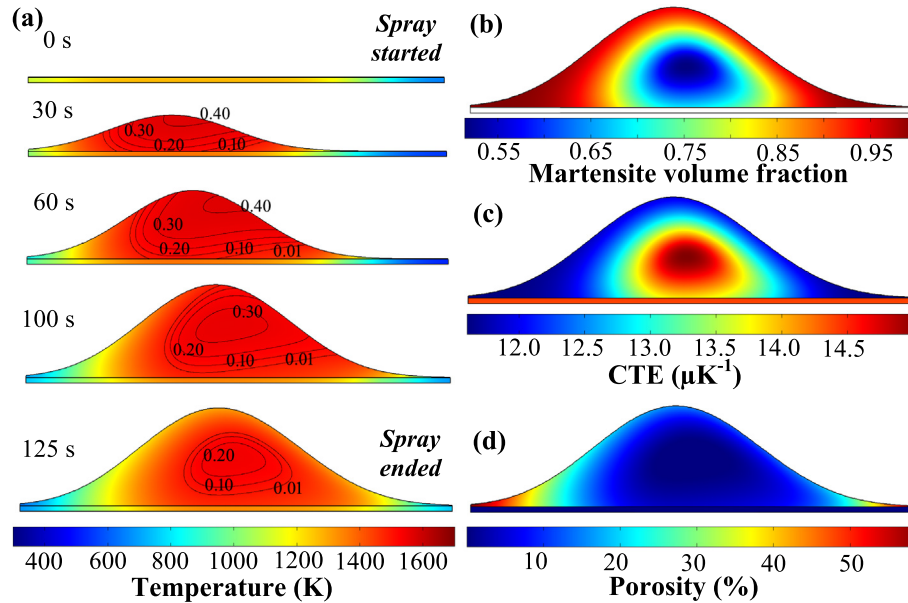 (a)
0 s
Spray
started
30 s
0.40
0.30
0.20
0.10
60 s
0.40
0.30
0.20
0.10
0.01
100 s
0.30
0.20
0.10
0.01
125 s
Spray
ended
0.20
0.10
0.01
400 600 800 1000 1200 1400 1600
Temperature (K)
(b)
0.55 0.65 0.75 0.85 0.95
Martensite volume fraction
(c)
12.0 12.5 13.0 13.5 14.0 14.5
CTE (µK⁻¹)
(d)
10 20 30 40 50
Porosity (%)